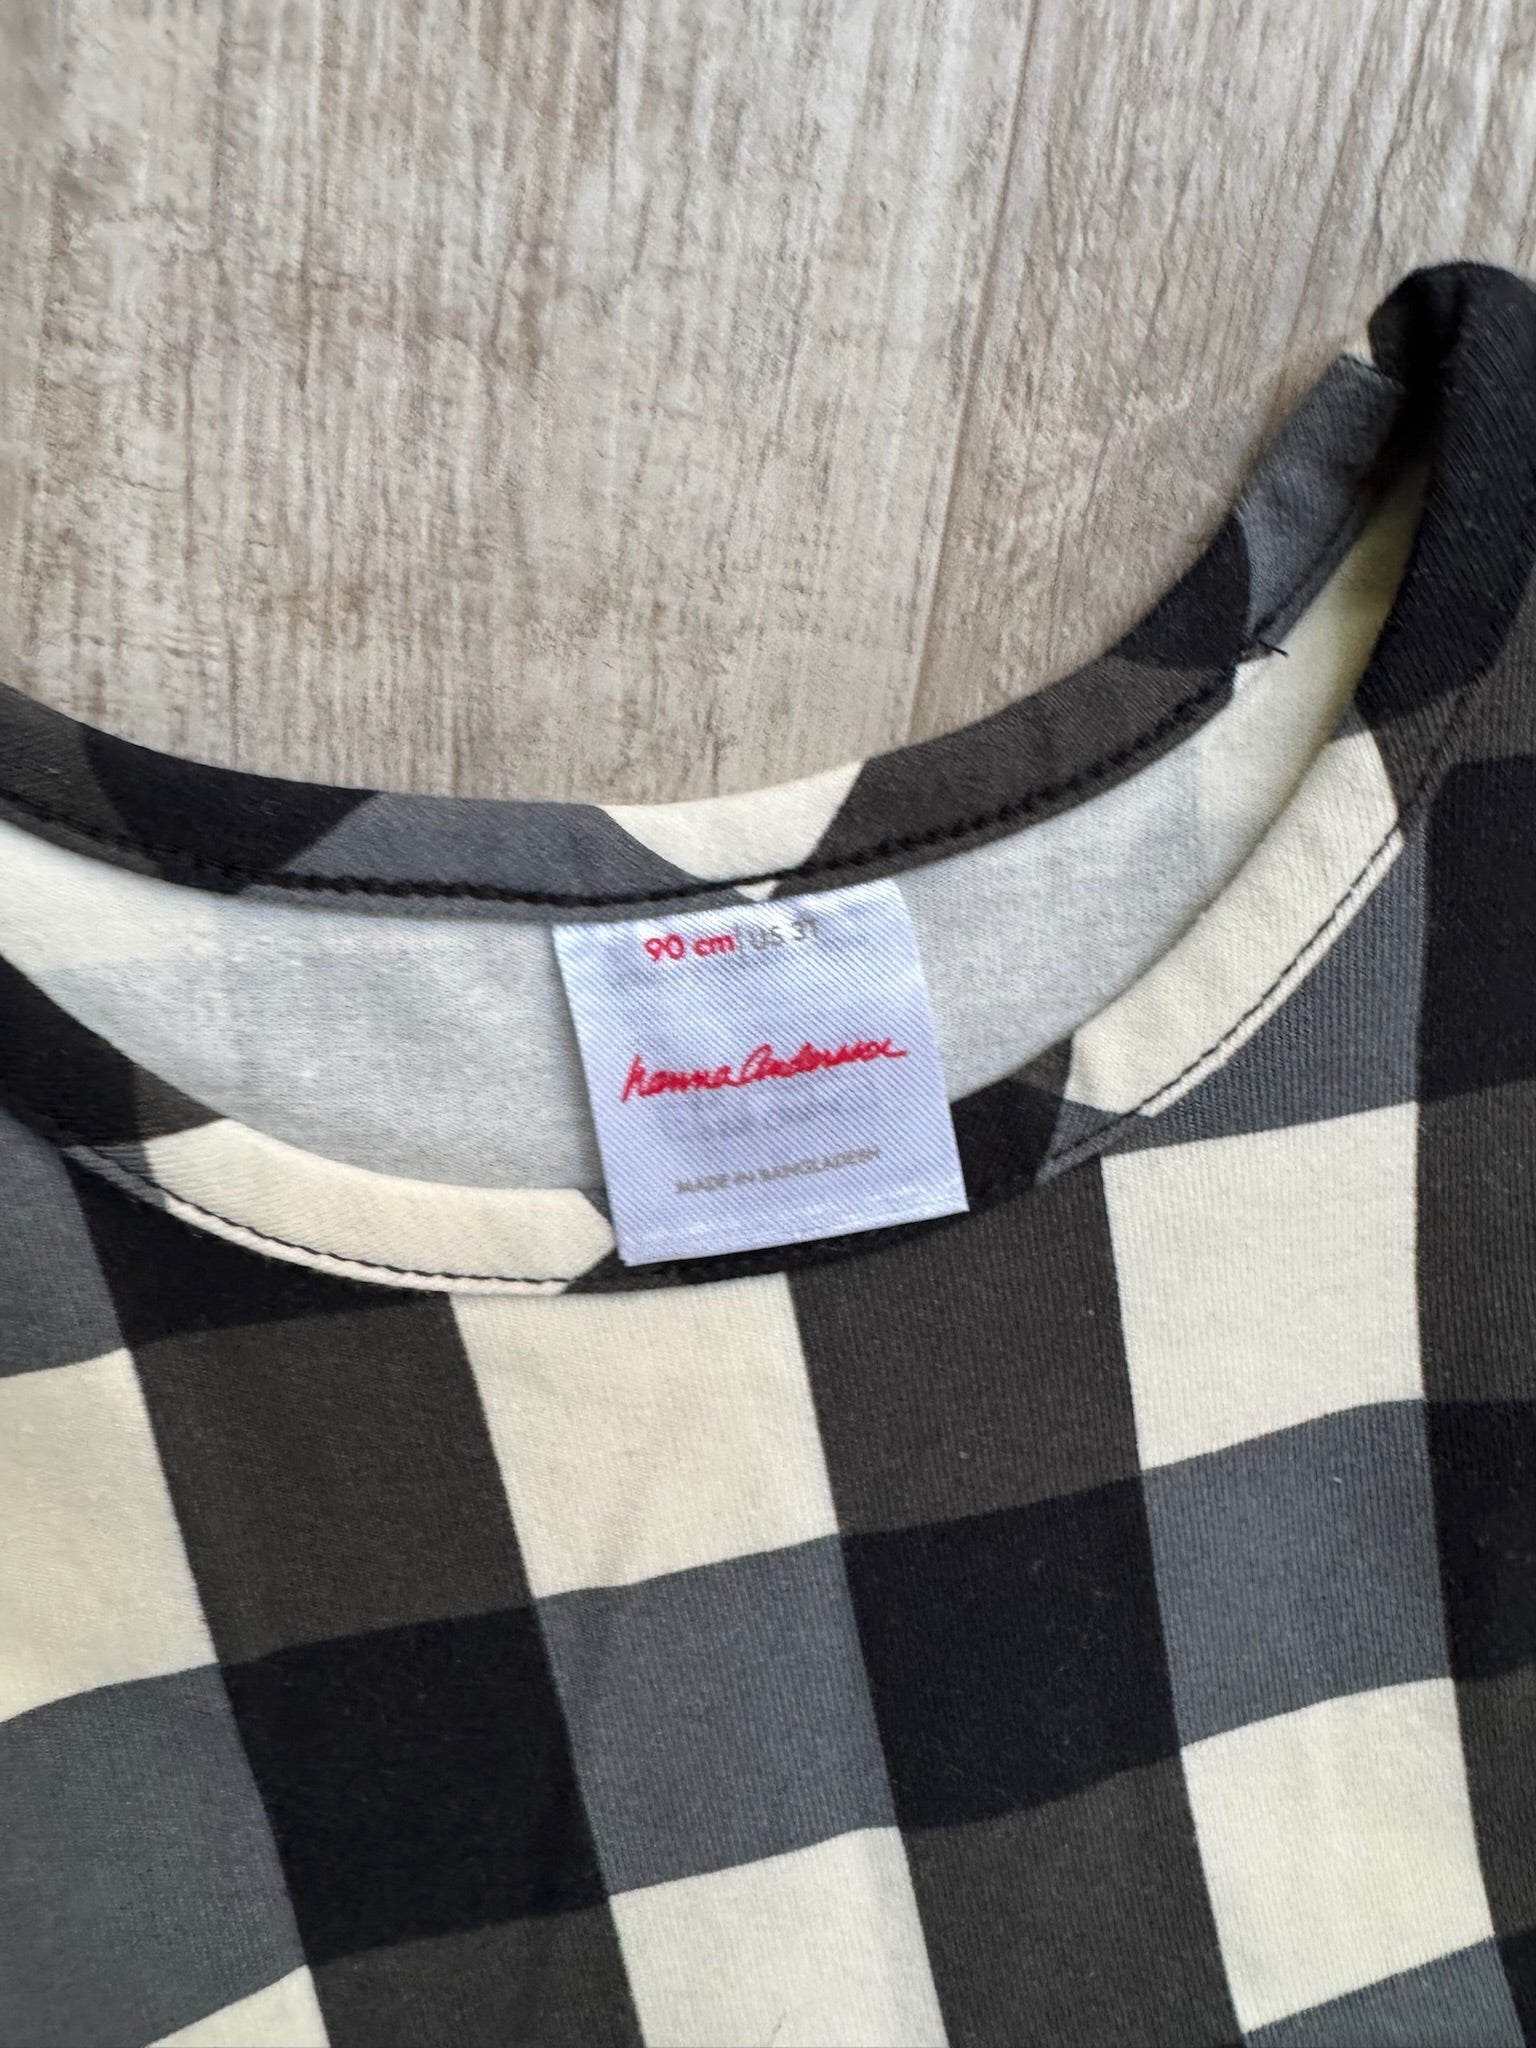 90 cm | US 3T
hanna Andersson
MADE IN BANGLADESH